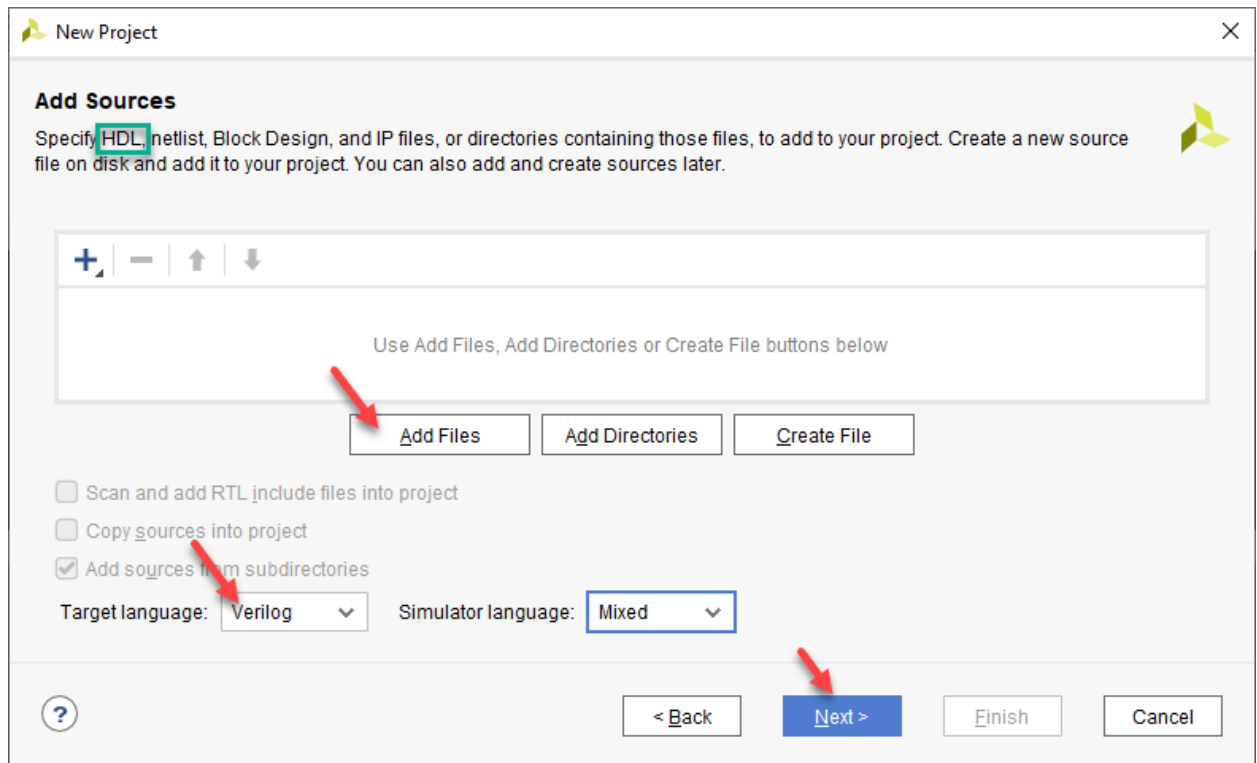 New Project
Add Sources
Specify HDL, netlist, Block Design, and IP files, or directories containing those files, to add to your project. Create a new source
file on disk and add it to your project. You can also add and create sources later.
Use Add Files, Add Directories or Create File buttons below
Add Files Add Directories Create File
Scan and add RTL include files into project
Copy sources into project
Add sources from subdirectories
Target language: Verilog Simulator language: Mixed
? < Back Next > Finish Cancel